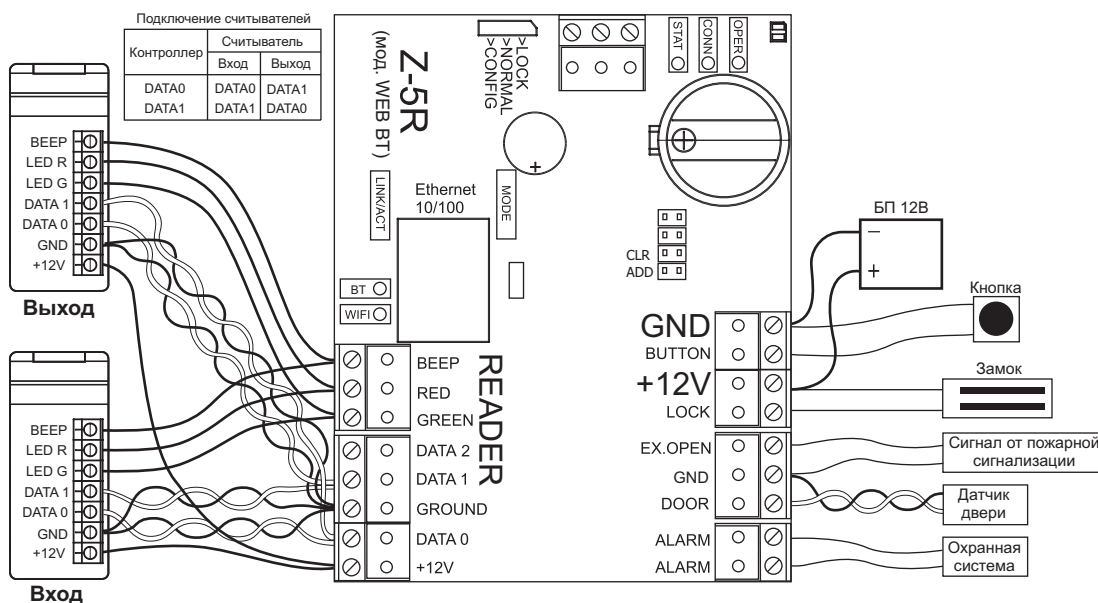 Подключение считывателей
Контроллер
Считыватель
Вход
Выход
DATA0
DATA0
DATA1
DATA1
DATA1
DATA0
BEEP
LED R
LED G
DATA 1
DATA 0
GND
+12V
Выход
BEEP
LED R
LED G
DATA 1
DATA 0
GND
+12V
Вход
Z-5R
(мод. WEB BT)
>LOCK
>NORMAL
>CONFIG
STAT
CONN
OPER
+
LINK/ACT
Ethernet
10/100
MODE
CLR
ADD
BT
WIFI
READER
BEEP
RED
GREEN
DATA 2
DATA 1
GROUND
DATA 0
+12V
GND
BUTTON
+12V
LOCK
EX.OPEN
GND
DOOR
ALARM
ALARM
БП 12В
–
+
Кнопка
Замок
Сигнал от пожарной
сигнализации
Датчик
двери
Охранная
система